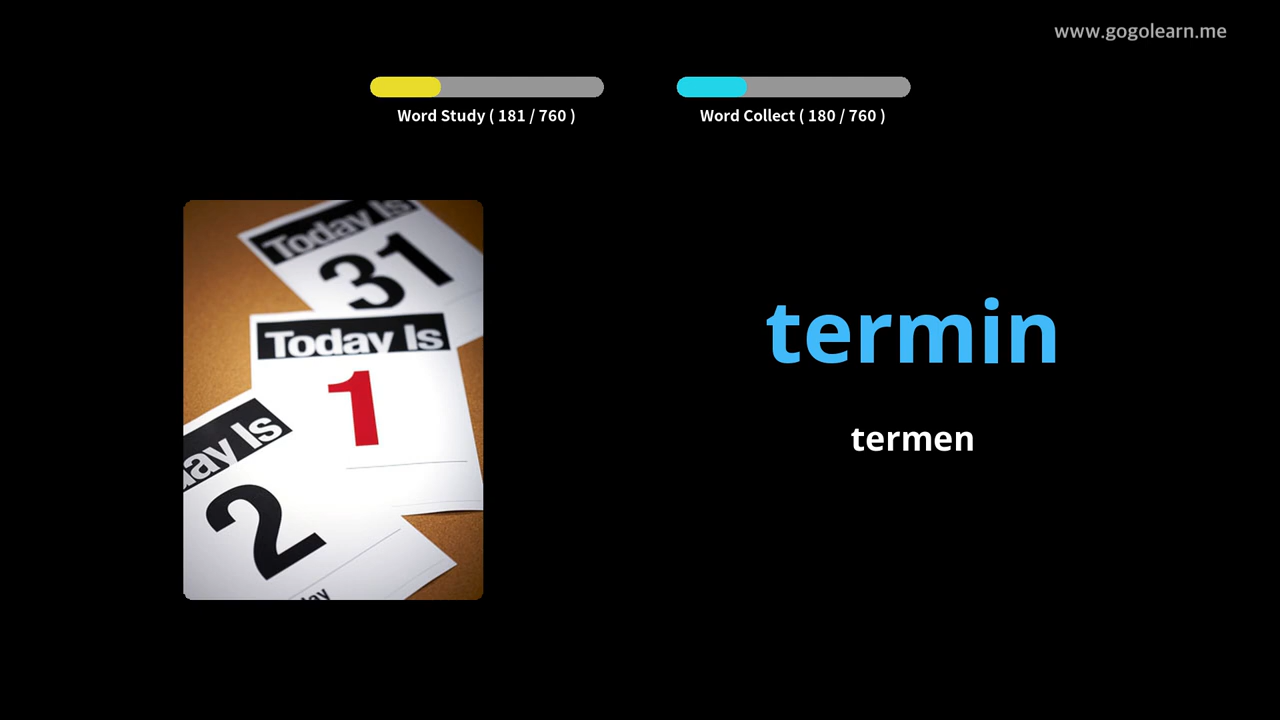 www.gogolearn.me
Word Study ( 181 / 760 )
Word Collect ( 180 / 760 )
Today Is
31
Today Is
1
day Is
2
termin
termen